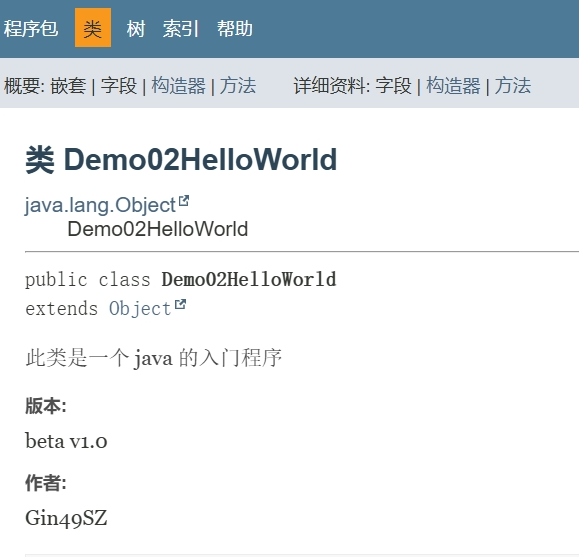 程序包 类 树 索引 帮助
概要: 嵌套 | 字段 | 构造器 | 方法 详细资料: 字段 | 构造器 | 方法
类 Demo02HelloWorld
java.lang.Object
Demo02HelloWorld
public class Demo02HelloWorld
extends Object
此类是一个 java 的入门程序
版本:
beta v1.0
作者:
Gin49SZ